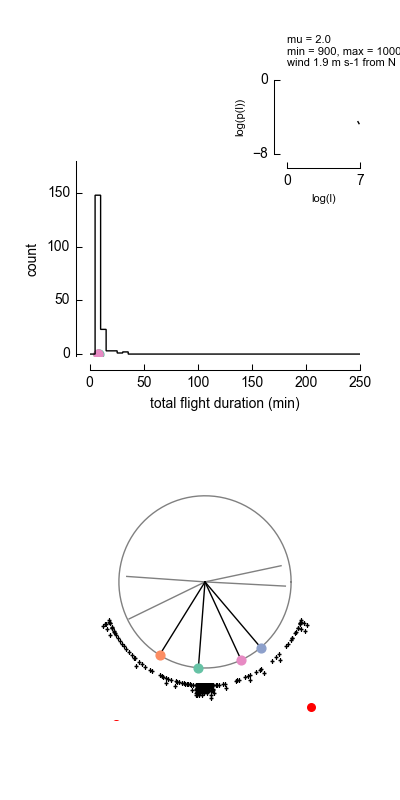 mu = 2.0
min = 900, max = 1000
wind 1.9 m s-1 from N
0
log(p(l))
−8
0
7
log(l)
150
100
50
0
count
0
50
100
150
200
250
total flight duration (min)